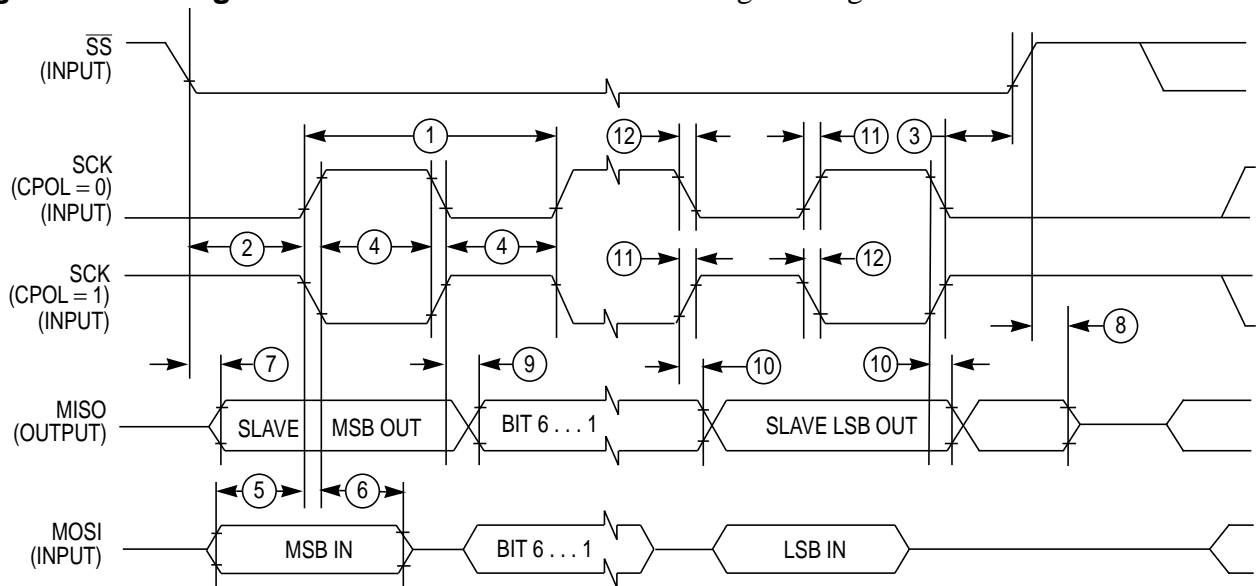 SS
(INPUT)
1
12
11
3
SCK
(CPOL = 0)
(INPUT)
2
4
4
11
12
SCK
(CPOL = 1)
(INPUT)
7
9
10
10
8
MISO
(OUTPUT)
SLAVE MSB OUT
BIT 6 . . . 1
SLAVE LSB OUT
5
6
MOSI
(INPUT)
MSB IN
BIT 6 . . . 1
LSB IN